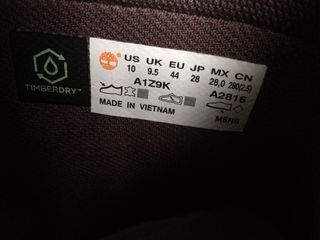 TIMBERDRY™
US UK EU JP MX CN
10 9.5 44 28 28,0 280(2.5)
A1Z9K A2816
MADE IN VIETNAM MENS